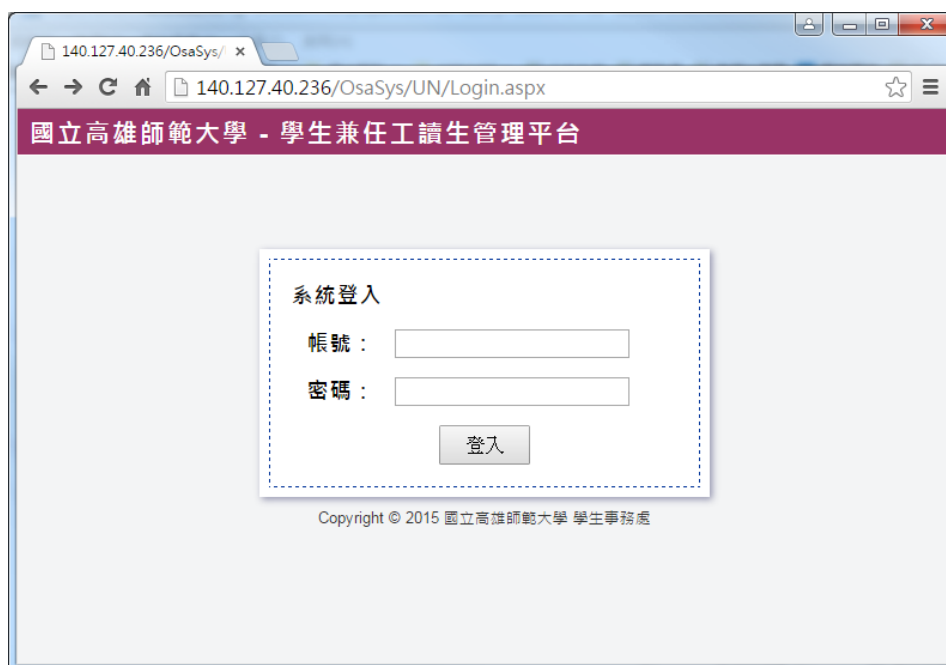 140.127.40.236/OsaSys/
140.127.40.236/OsaSys/UN/Login.aspx
國立高雄師範大學 - 學生兼任工讀生管理平台
系統登入
帳號：
密碼：
登入
Copyright © 2015 國立高雄師範大學 學生事務處